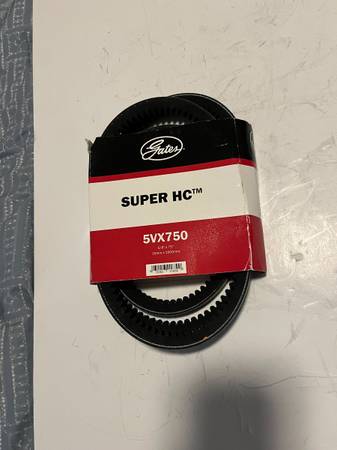 Gates
SUPER HC™
5VX750